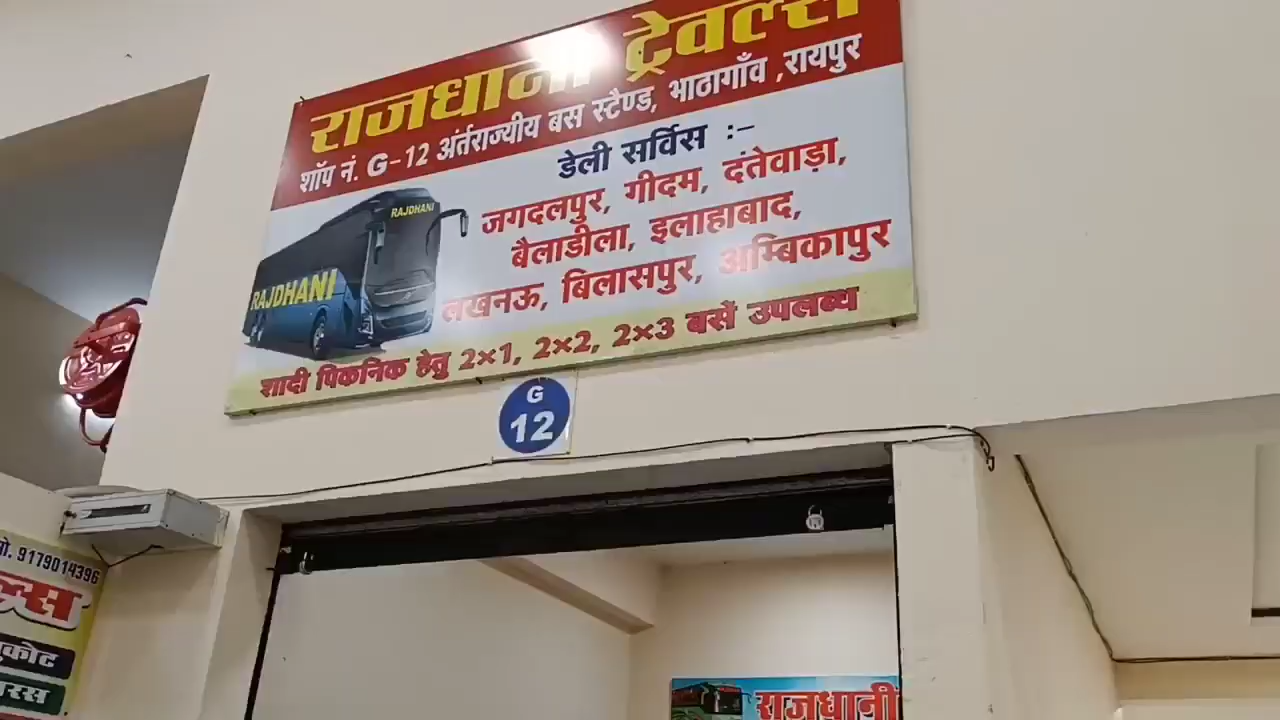 राजधानी ट्रेवल्स
शॉप नं. G-12 अंर्तराज्यीय बस स्टैण्ड, भाठागाँव ,रायपुर
डेली सर्विस :-
जगदलपुर, गीदम, दंतेवाड़ा,
बैलाडीला, इलाहाबाद,
लखनऊ, बिलासपुर, अम्बिकापुर
RAJDHANI
RAJDHANI
शादी पिकनिक हेतु 2×1, 2×2, 2×3 बसें उपलब्ध
G
12
मो. 9179014396
राजधानी